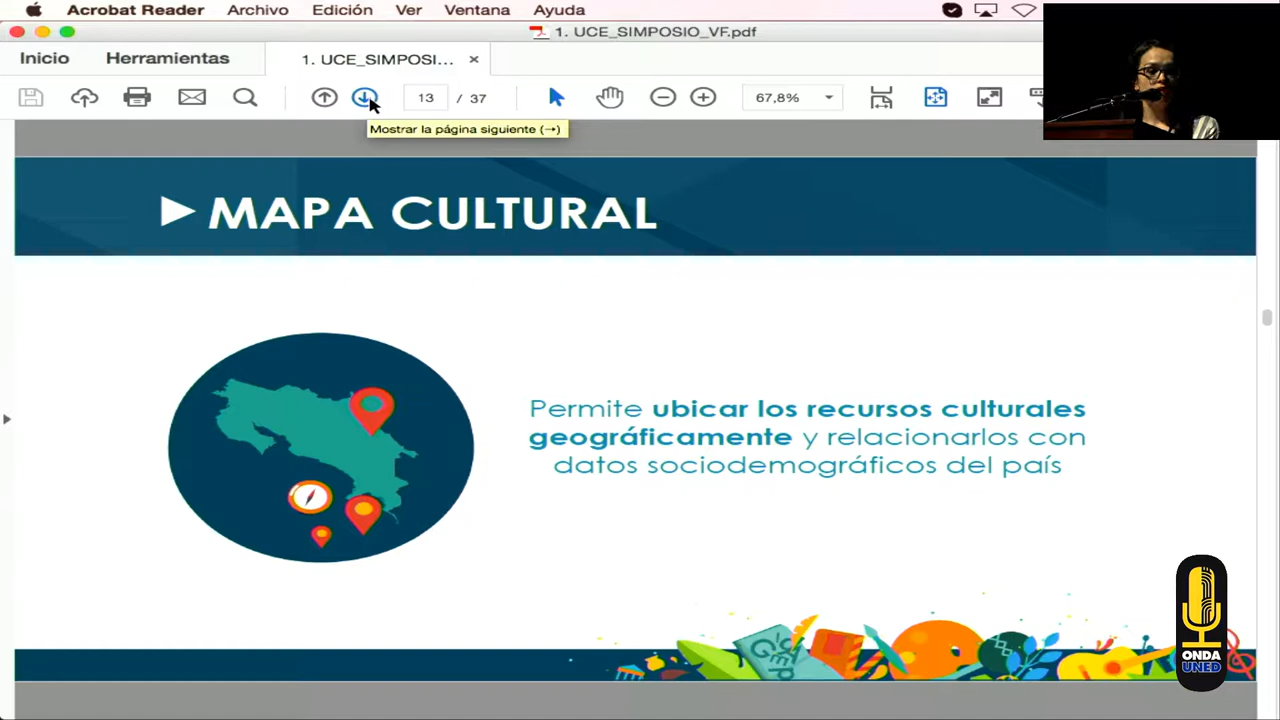 Acrobat Reader Archivo Edición Ver Ventana Ayuda
1. UCE_SIMPOSIO_VF.pdf
Inicio Herramientas 1. UCE_SIMPOSI... ×
13 / 37 67,8%
Mostrar la página siguiente (→)
MAPA CULTURAL
Permite ubicar los recursos culturales
geográficamente y relacionarlos con
datos sociodemográficos del país
ONDA
UNED